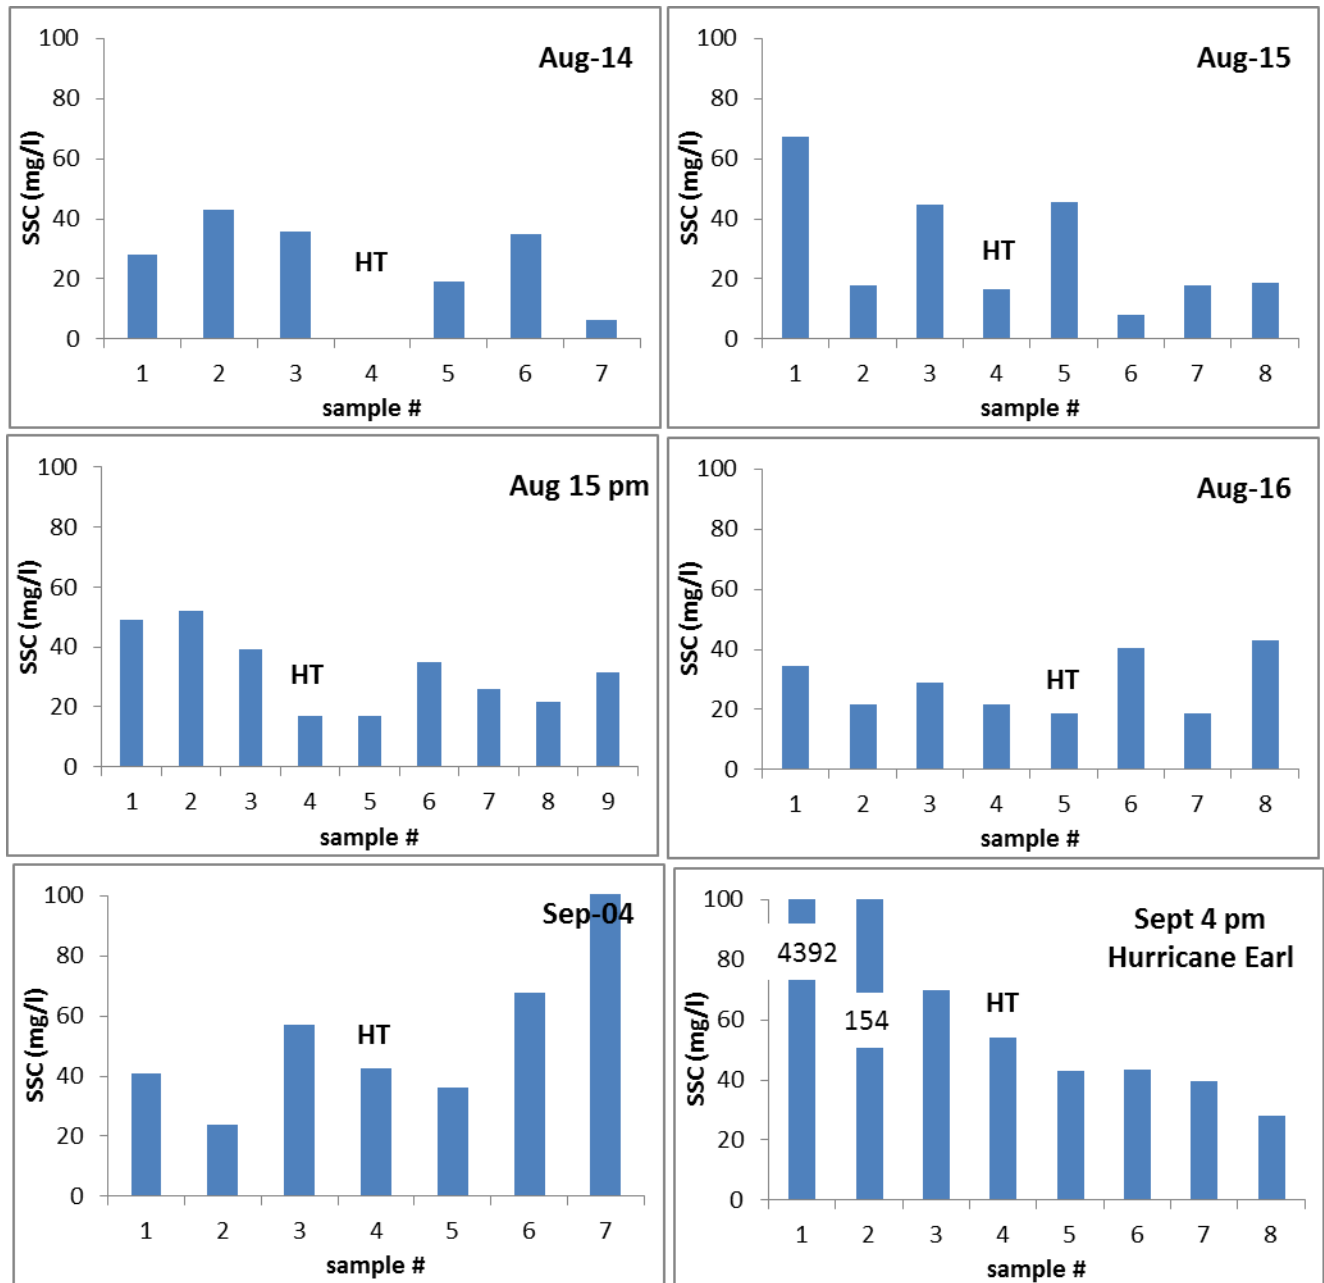 Aug-14
SSC (mg/l)
100
80
60
40
20
0
HT
1 2 3 4 5 6 7
sample #
Aug-15
SSC (mg/l)
100
80
60
40
20
0
HT
1 2 3 4 5 6 7 8
sample #
Aug 15 pm
SSC (mg/l)
100
80
60
40
20
0
HT
1 2 3 4 5 6 7 8 9
sample #
Aug-16
SSC (mg/l)
100
80
60
40
20
0
HT
1 2 3 4 5 6 7 8
sample #
Sep-04
SSC (mg/l)
100
80
60
40
20
0
HT
1 2 3 4 5 6 7
sample #
Sept 4 pm
Hurricane Earl
SSC (mg/l)
100
80
60
40
20
0
4392
154
HT
1 2 3 4 5 6 7 8
sample #